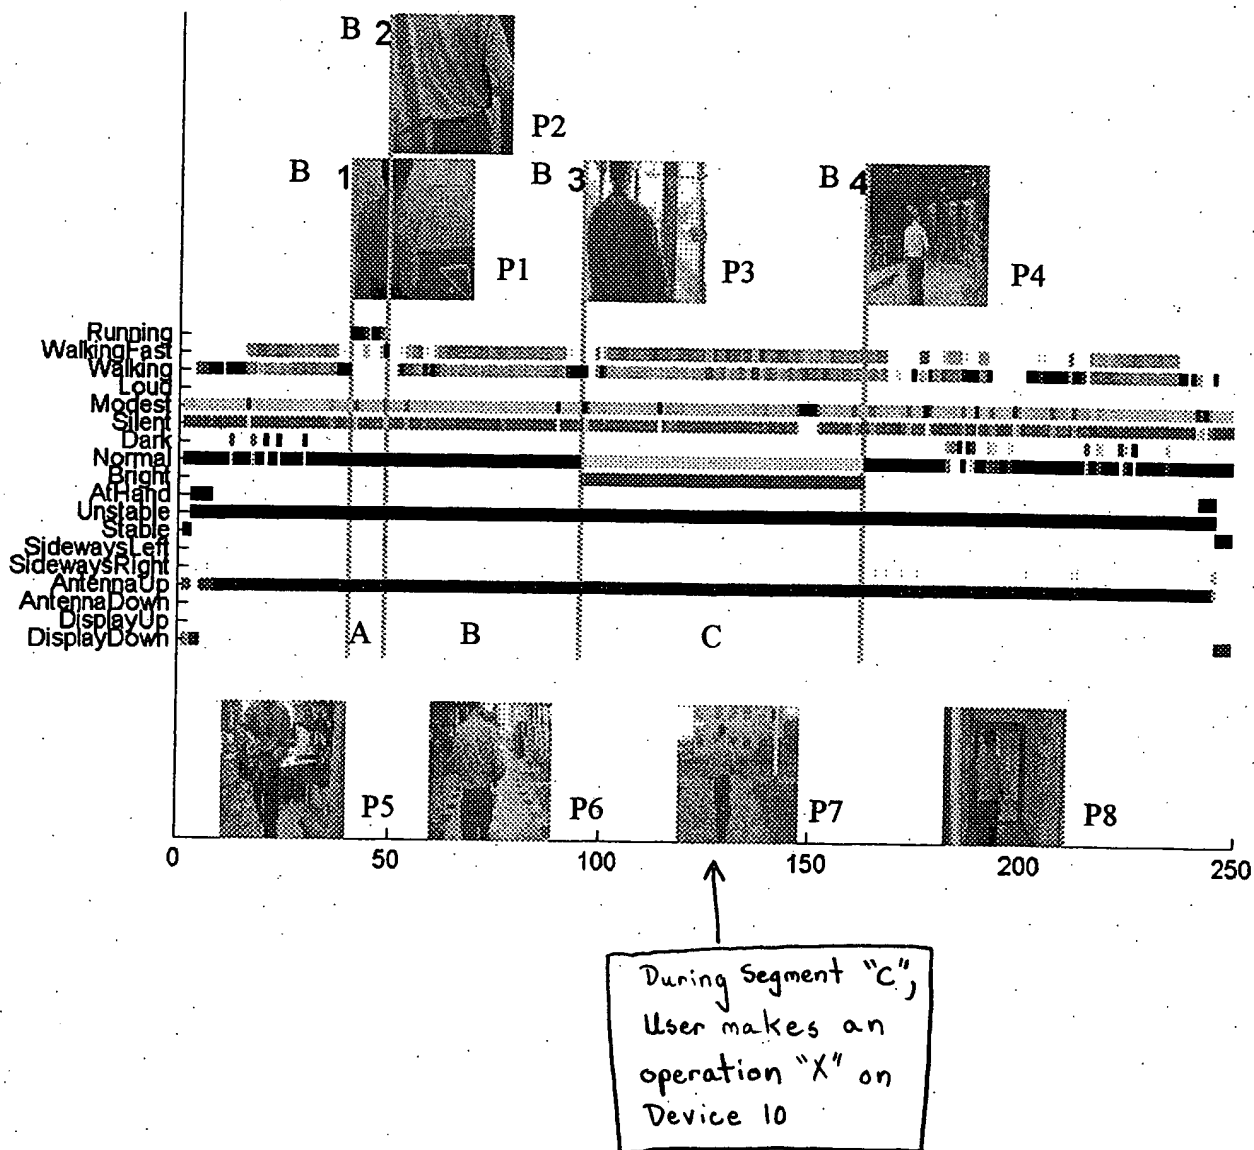 B 2
P2
B 1
P1
B 3
P3
B 4
P4
Running
WalkingFast
Walking
Loud
Modest
Silent
Dark
Normal
Bright
AtHand
Unstable
Stable
SidewaysLeft
SidewaysRight
AntennaUp
AntennaDown
DisplayUp
DisplayDown
A B C
P5 P6 P7 P8
0 50 100 150 200 250
During Segment "C",
User makes an
operation "X" on
Device 10